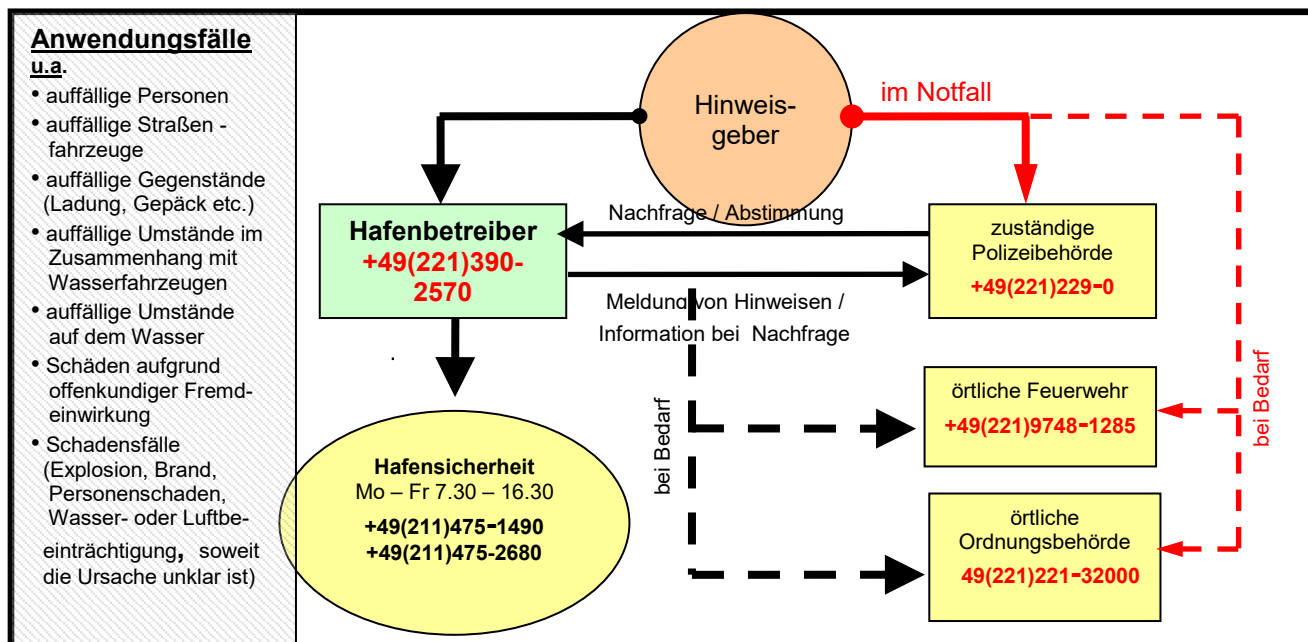 Anwendungsfälle
u.a.
• auffällige Personen
• auffällige Straßen -
fahrzeuge
• auffällige Gegenstände
(Ladung, Gepäck etc.)
• auffällige Umstände im
Zusammenhang mit
Wasserfahrzeugen
• auffällige Umstände
auf dem Wasser
• Schäden aufgrund
offenkundiger Fremd-
einwirkung
• Schadensfälle
(Explosion, Brand,
Personenschaden,
Wasser- oder Luftbe-
einträchtigung, soweit
die Ursache unklar ist)
Hinweis-
geber
im Notfall
Hafenbetreiber
+49(221)390-
2570
Nachfrage / Abstimmung
Meldung von Hinweisen /
Information bei Nachfrage
zuständige
Polizeibehörde
+49(221)229-0
.
Hafensicherheit
Mo – Fr 7.30 – 16.30
+49(211)475-1490
+49(211)475-2680
bei Bedarf
örtliche Feuerwehr
+49(221)9748-1285
örtliche
Ordnungsbehörde
49(221)221-32000
bei Bedarf